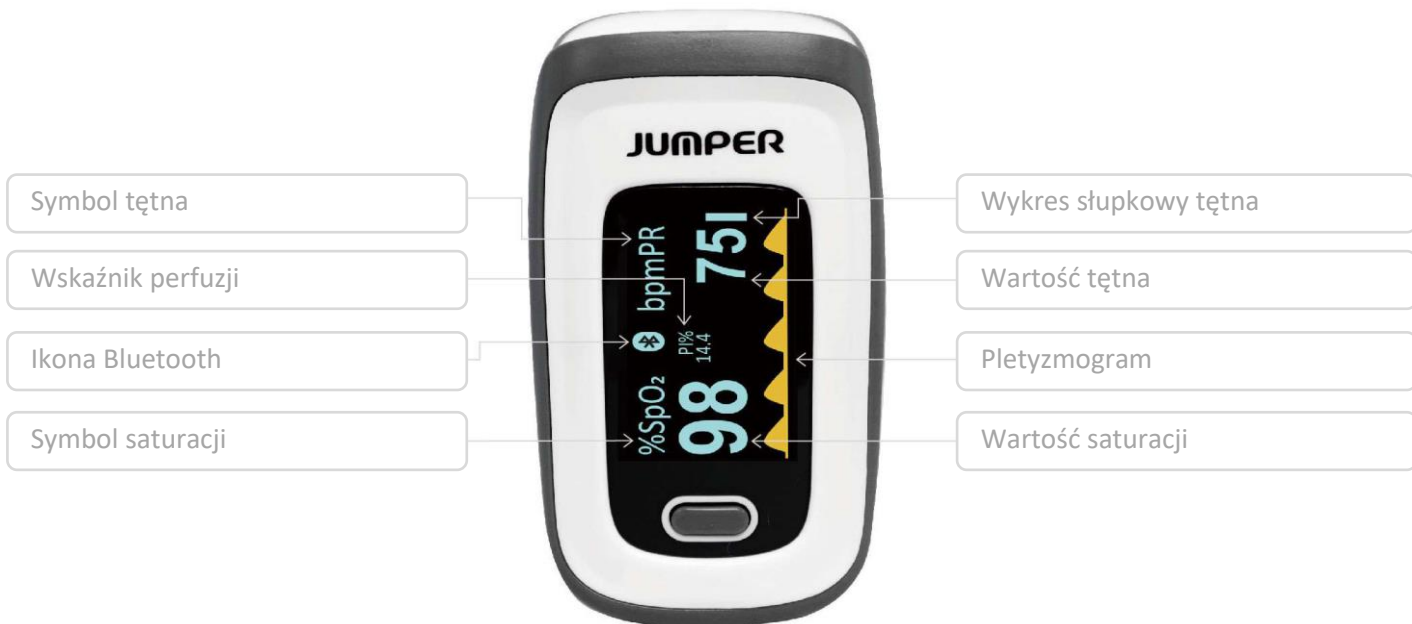 JUMPER
Symbol tętna
Wskaźnik perfuzji
Ikona Bluetooth
Symbol saturacji
%SpO₂
bpmPR
98
PI%
14.4
75
Wykres słupkowy tętna
Wartość tętna
Pletyzmogram
Wartość saturacji